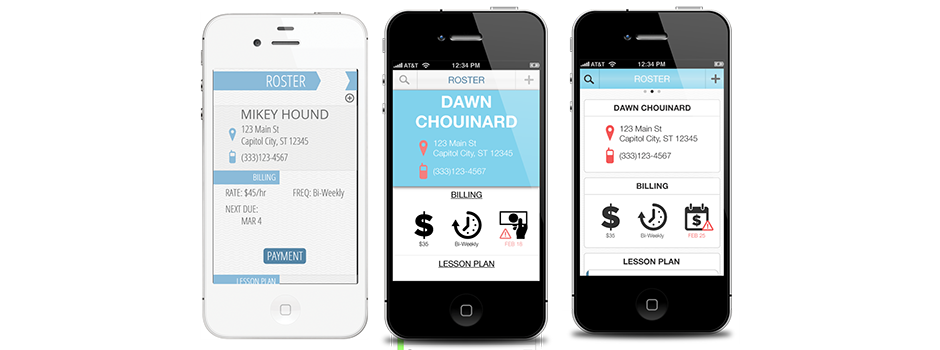 ROSTER
MIKEY HOUND
123 Main St
Capitol City, ST 12345
(333)123-4567
BILLING
RATE: $45/hr FREQ: Bi-Weekly
NEXT DUE:
MAR 4
PAYMENT
LESSON PLAN
AT&T 12:34 PM
ROSTER
DAWN
CHOUINARD
123 Main St
Capitol City, ST 12345
(333)123-4567
BILLING
$
$35 Bi-Weekly FEB 18
LESSON PLAN
AT&T 12:34 PM
ROSTER
DAWN CHOUINARD
123 Main St
Capitol City, ST 12345
(333)123-4567
BILLING
$ $
$35 Bi-Weekly FEB 25
LESSON PLAN